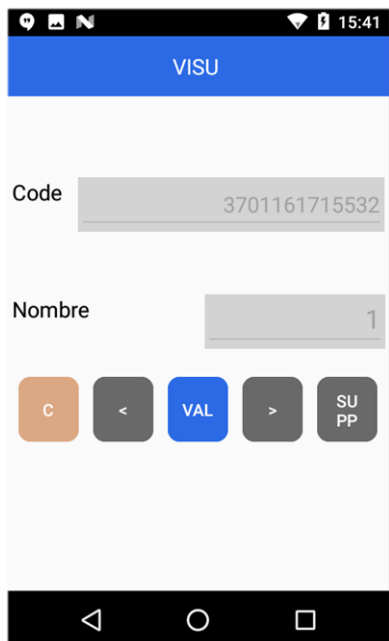 15:41
VISU
Code
3701161715532
Nombre
1
C
<
VAL
>
SU
PP